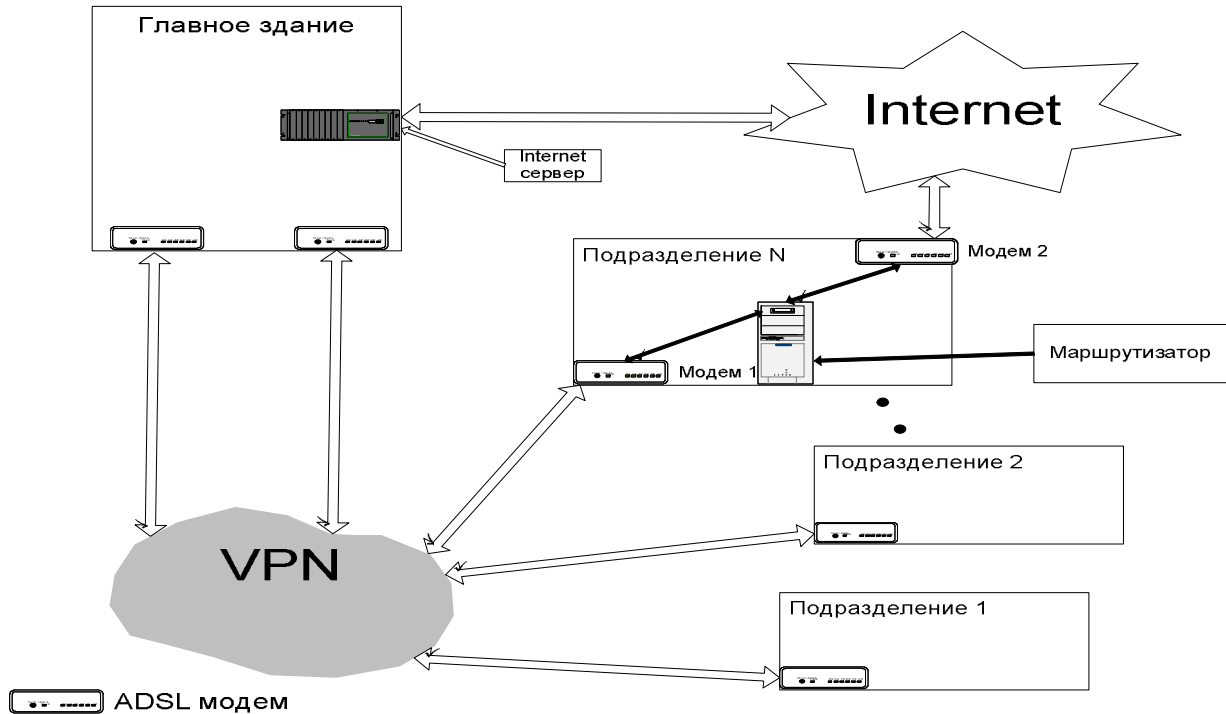 Главное здание
Internet
Internet
сервер
Подразделение N
Модем 2
Модем 1
Маршрутизатор
Подразделение 2
VPN
Подразделение 1
ADSL модем